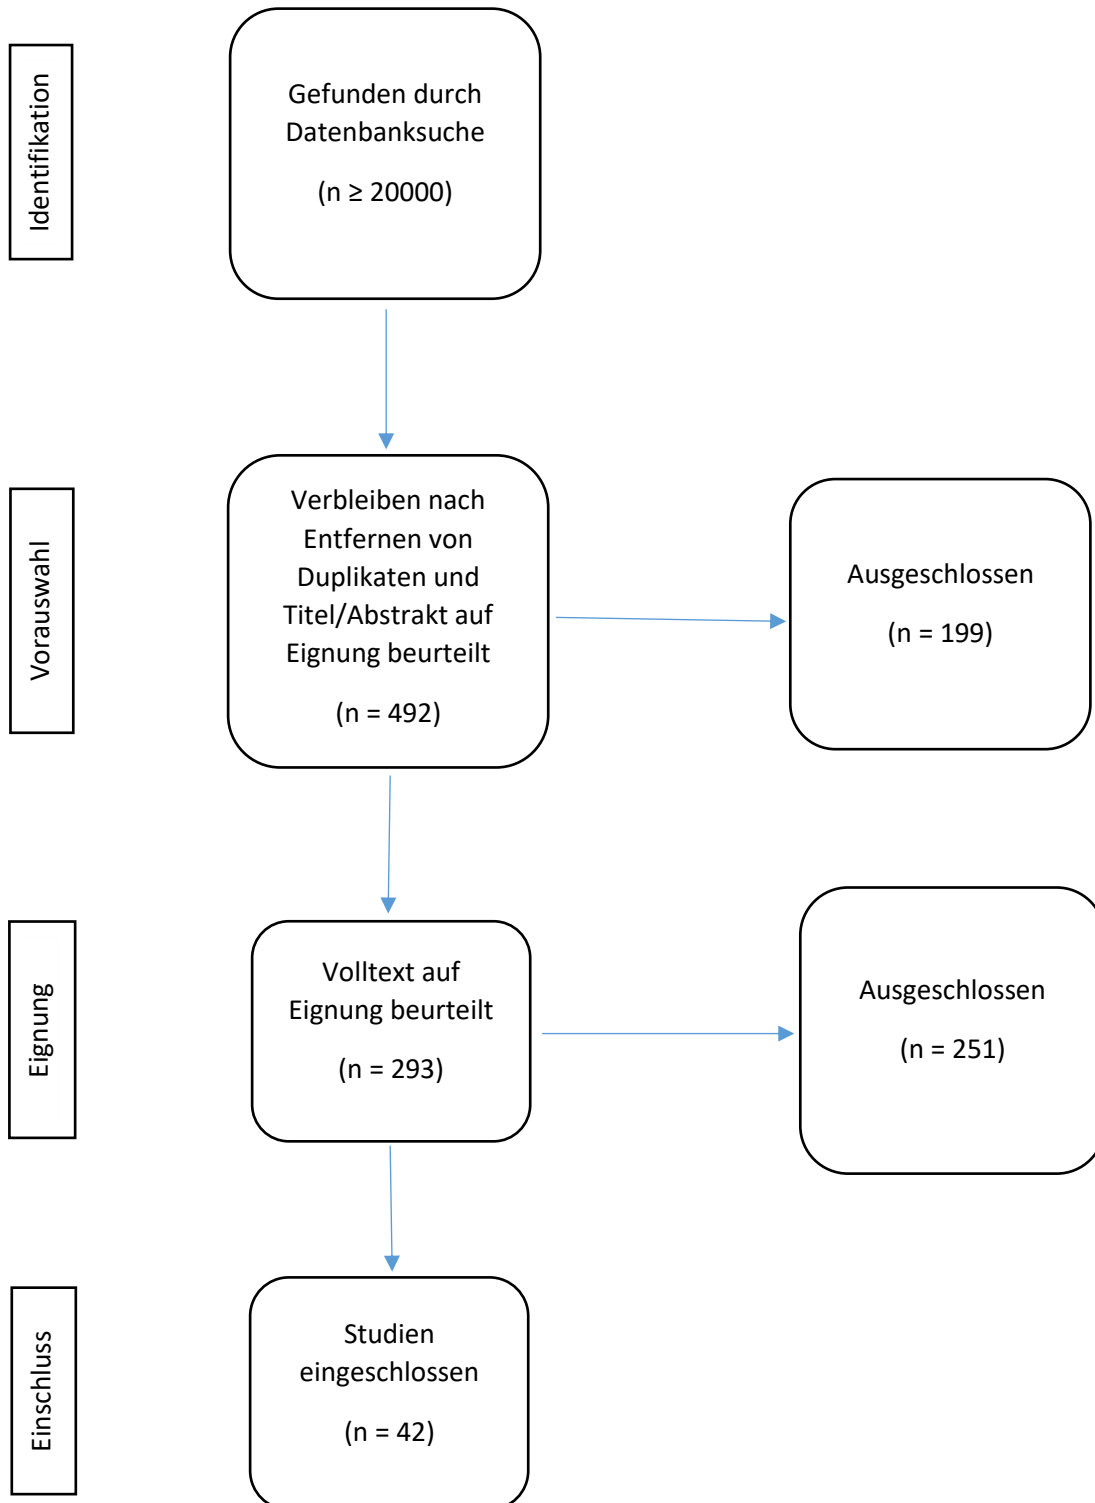 Identifikation
Gefunden durch
Datenbanksuche
(n ≥ 20000)
Vorauswahl
Verbleiben nach
Entfernen von
Duplikaten und
Titel/Abstrakt auf
Eignung beurteilt
(n = 492)
Ausgeschlossen
(n = 199)
Eignung
Volltext auf
Eignung beurteilt
(n = 293)
Ausgeschlossen
(n = 251)
Einschluss
Studien
eingeschlossen
(n = 42)